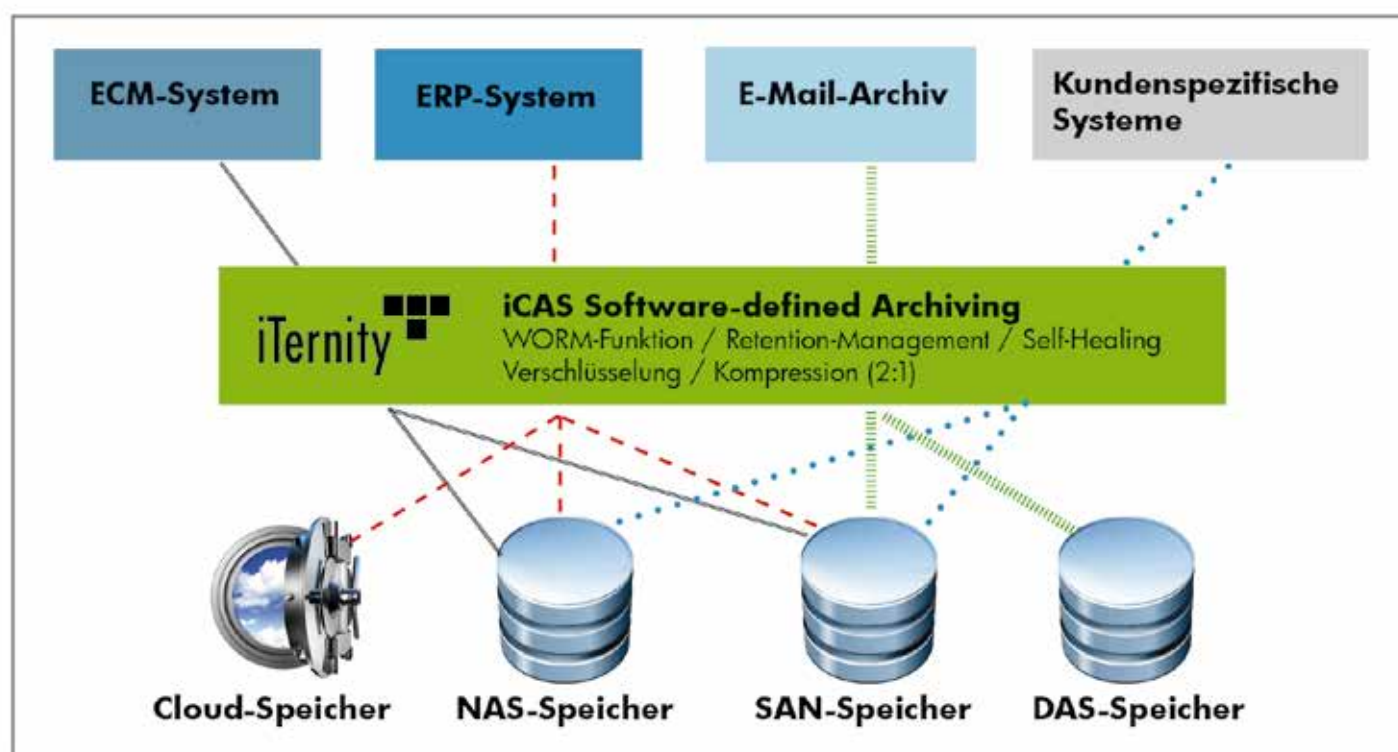 ECM-System
ERP-System
E-Mail-Archiv
Kundenspezifische
Systeme
iTernity
iCAS Software-defined Archiving
WORM-Funktion / Retention-Management / Self-Healing
Verschlüsselung / Kompression (2:1)
Cloud-Speicher
NAS-Speicher
SAN-Speicher
DAS-Speicher